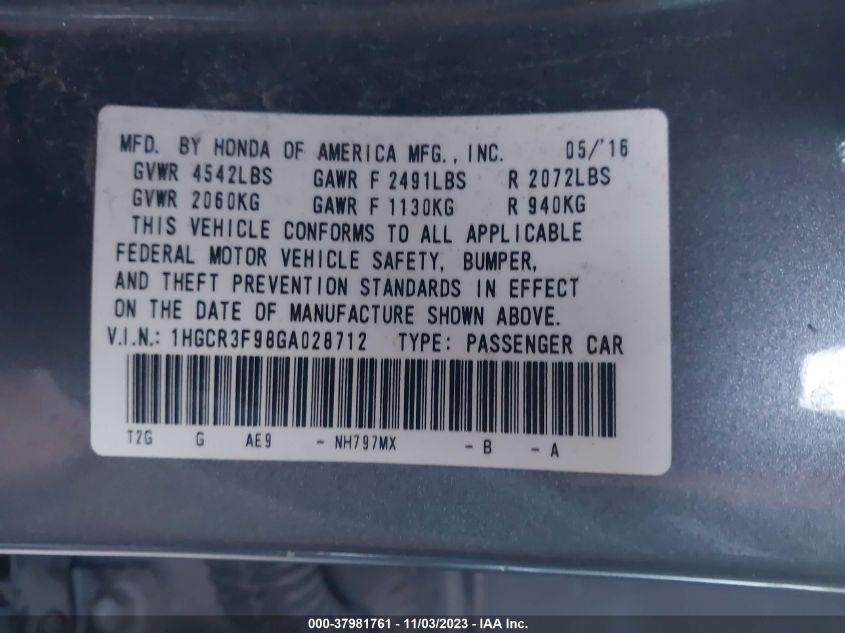 MFD. BY HONDA OF AMERICA MFG., INC. 05/'16
GVWR 4542LBS GAWR F 2491LBS R 2072LBS
GVWR 2060KG GAWR F 1130KG R 940KG
THIS VEHICLE CONFORMS TO ALL APPLICABLE
FEDERAL MOTOR VEHICLE SAFETY, BUMPER,
AND THEFT PREVENTION STANDARDS IN EFFECT
ON THE DATE OF MANUFACTURE SHOWN ABOVE.
V.I.N.: 1HGCR3F98GA028712 TYPE: PASSENGER CAR
T2G G AE9 - NH797MX - B - A
000-37981761 - 11/03/2023 - IAA Inc.